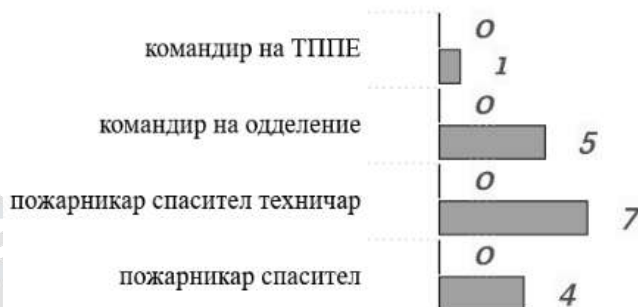 0
командир на ТППЕ
1
0
командир на одделение
5
0
пожарникар спасител техничар
7
0
пожарникар спасител
4